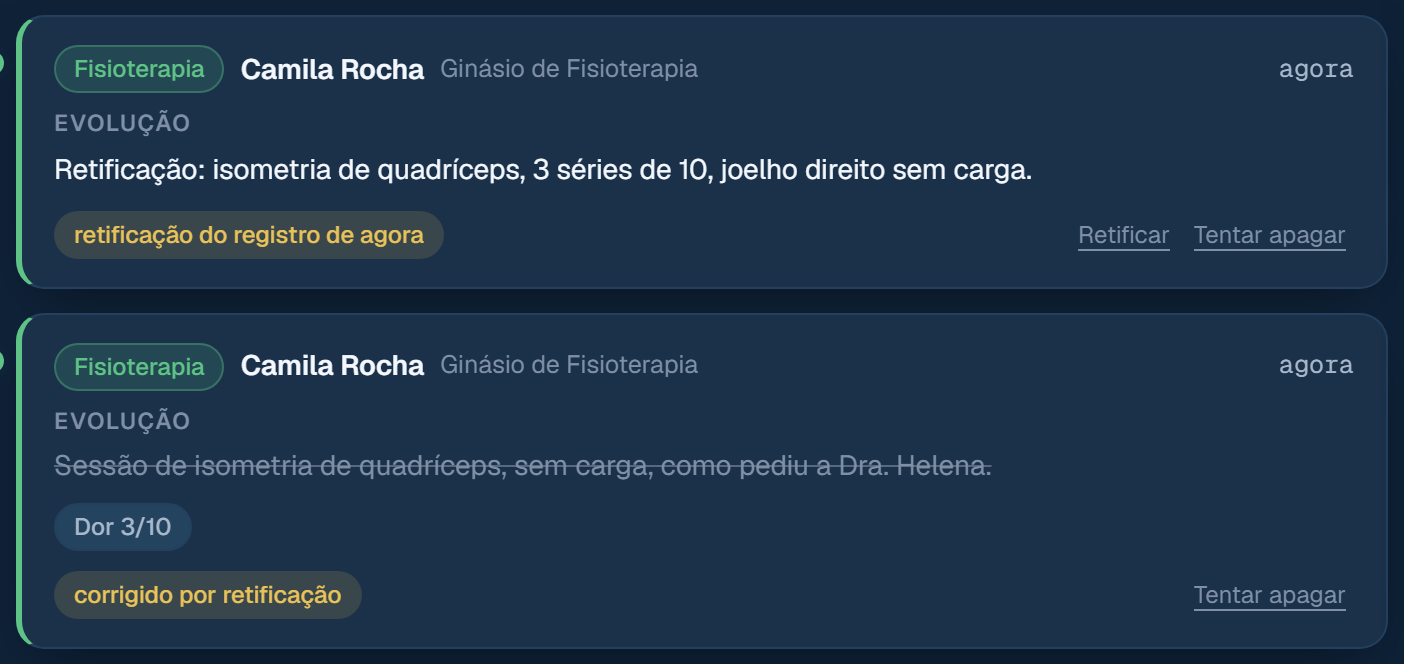 Fisioterapia Camila Rocha Ginásio de Fisioterapia agora
EVOLUÇÃO
Retificação: isometria de quadríceps, 3 séries de 10, joelho direito sem carga.
retificação do registro de agora Retificar Tentar apagar
Fisioterapia Camila Rocha Ginásio de Fisioterapia agora
EVOLUÇÃO
Sessão de isometria de quadríceps, sem carga, como pediu a Dra. Helena.
Dor 3/10
corrigido por retificação Tentar apagar